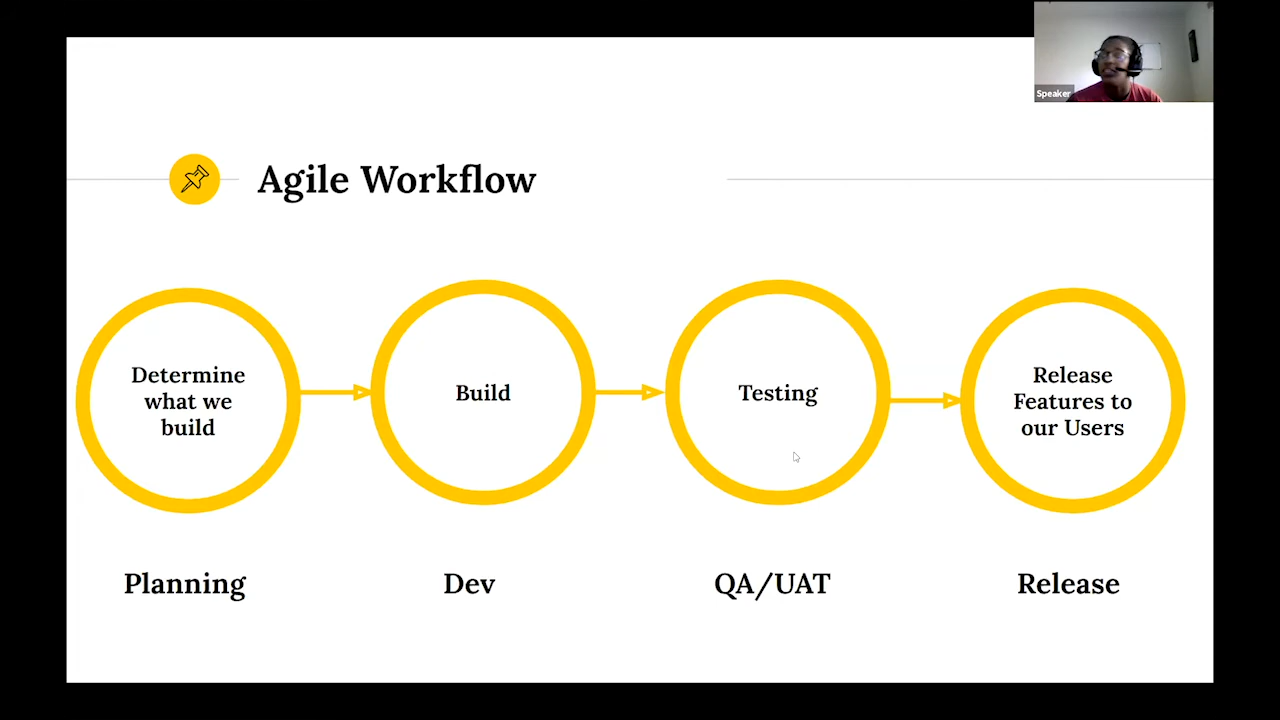 Speaker
Agile Workflow
Determine
what we
build
Build
Testing
Release
Features to
our Users
Planning
Dev
QA/UAT
Release